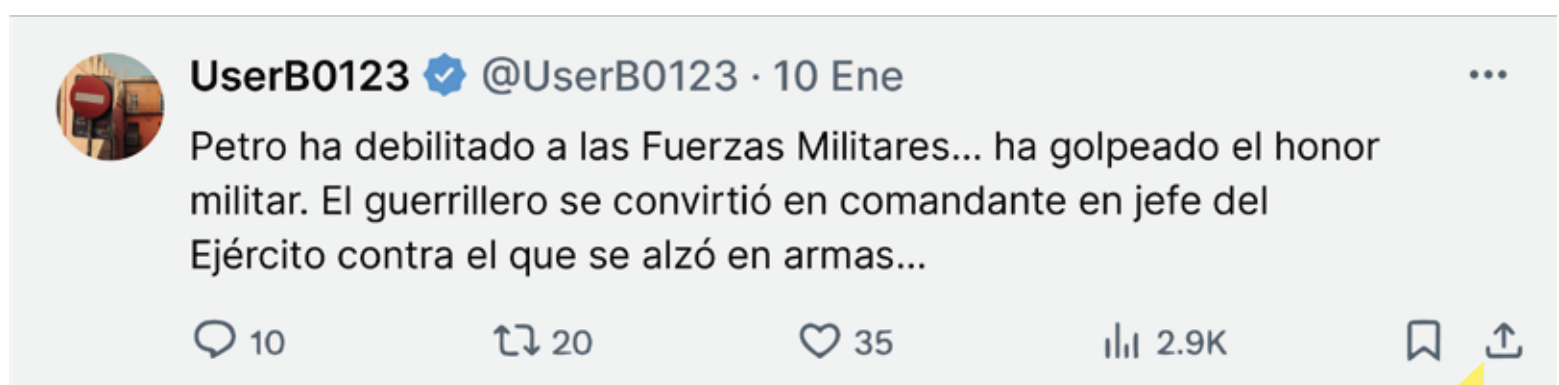 UserB0123 @UserB0123 · 10 Ene
Petro ha debilitado a las Fuerzas Militares... ha golpeado el honor
militar. El guerrillero se convirtió en comandante en jefe del
Ejército contra el que se alzó en armas...
10 20 35 2.9K